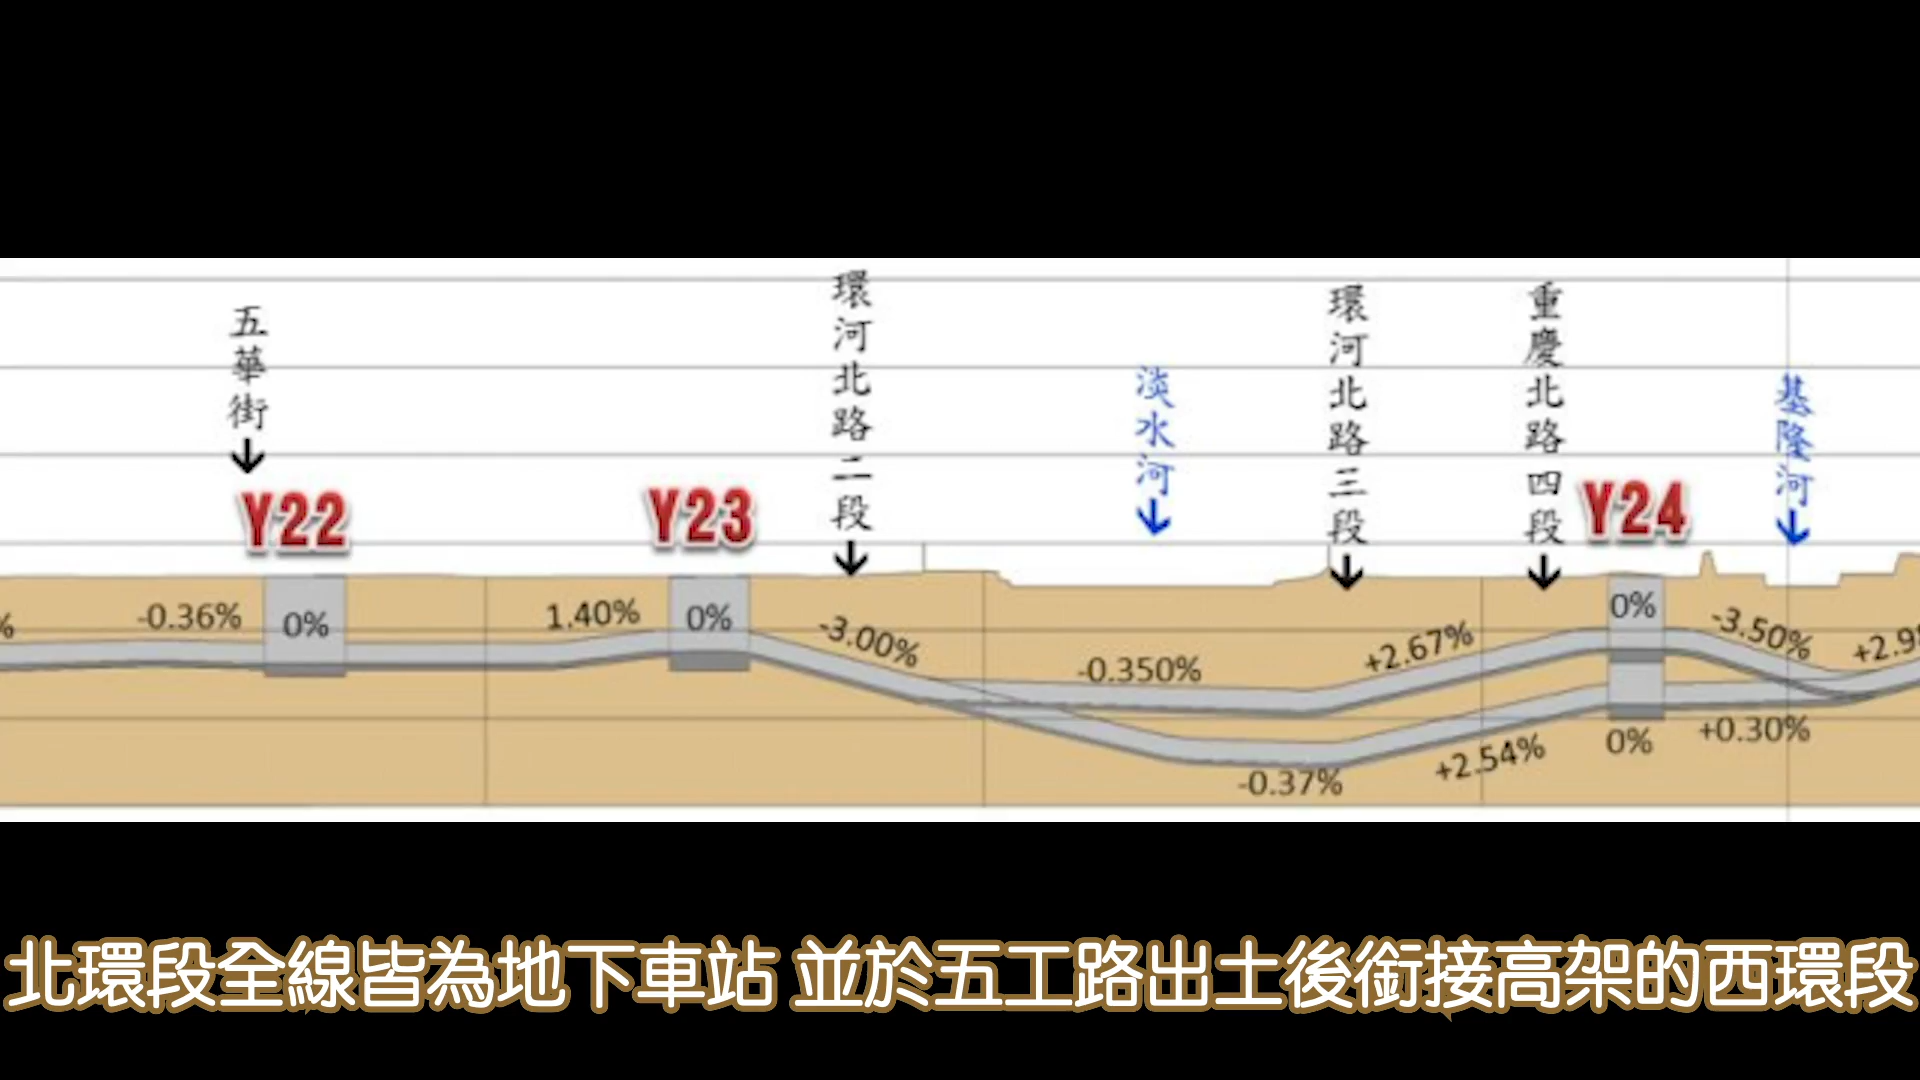 五華街
環河北路二段
淡水河
環河北路三段
重慶北路四段
基隆河
Y22
Y23
Y24
%
-0.36%
0%
1.40%
0%
-3.00%
-0.350%
+2.67%
0%
-3.50%
+2.9
-0.37%
+2.54%
0%
+0.30%
北環段全線皆為地下車站 並於五工路出土後銜接高架的西環段